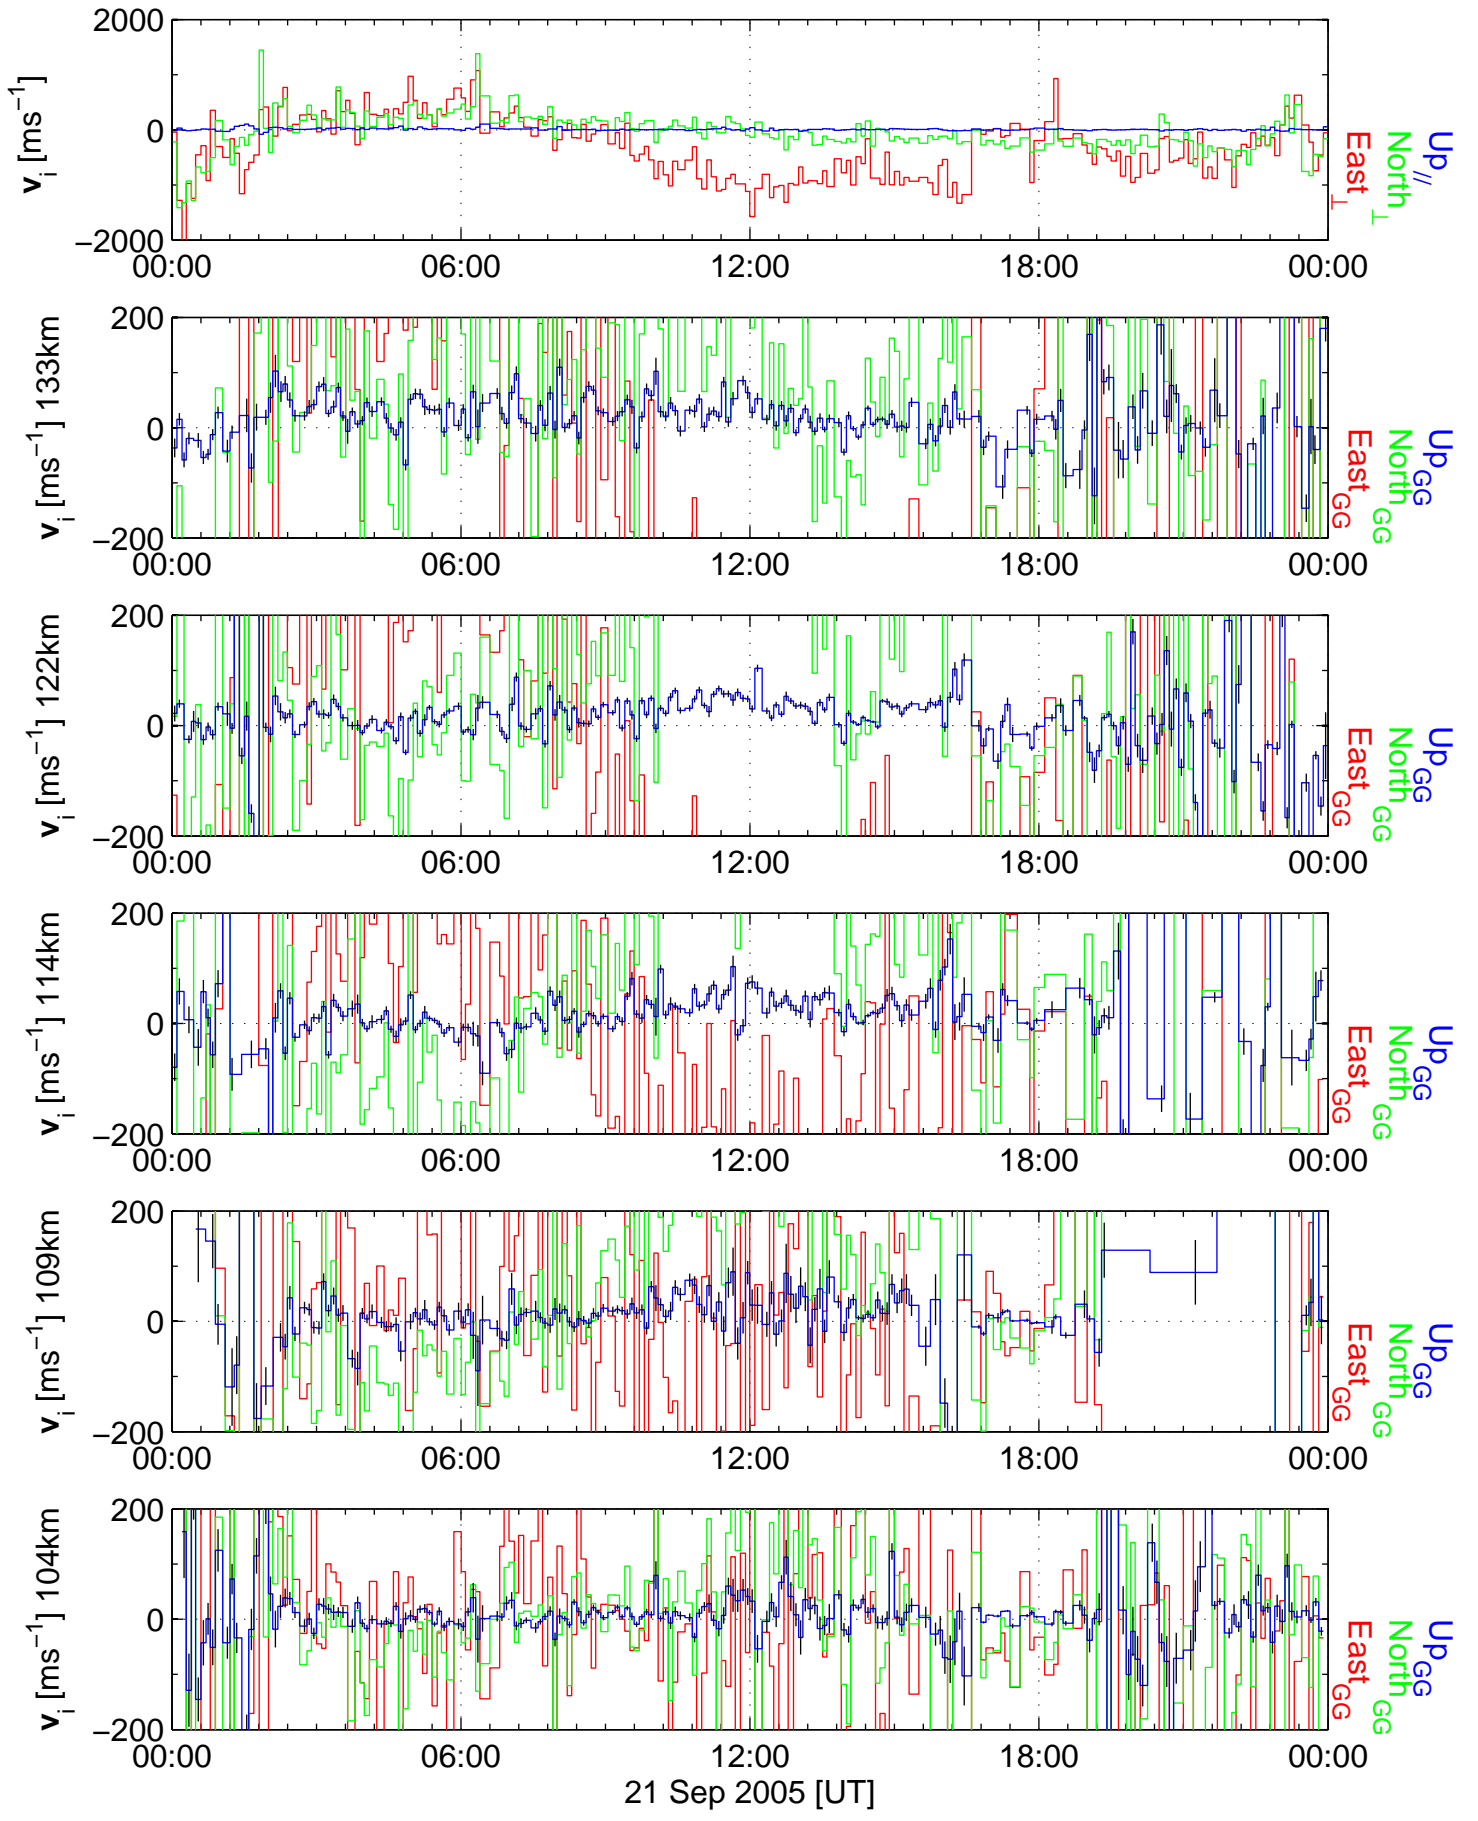 2000
0
−2000
v_i [ms^−1]
00:00 06:00 12:00 18:00 00:00
East_⊥
North_⊥
Up_//
200
0
−200
v_i [ms^−1] 133km
00:00 06:00 12:00 18:00 00:00
East_GG
North_GG
Up_GG
200
0
−200
v_i [ms^−1] 122km
00:00 06:00 12:00 18:00 00:00
East_GG
North_GG
Up_GG
200
0
−200
v_i [ms^−1] 114km
00:00 06:00 12:00 18:00 00:00
East_GG
North_GG
Up_GG
200
0
−200
v_i [ms^−1] 109km
00:00 06:00 12:00 18:00 00:00
East_GG
North_GG
Up_GG
200
0
−200
v_i [ms^−1] 104km
00:00 06:00 12:00 18:00 00:00
East_GG
North_GG
Up_GG
21 Sep 2005 [UT]